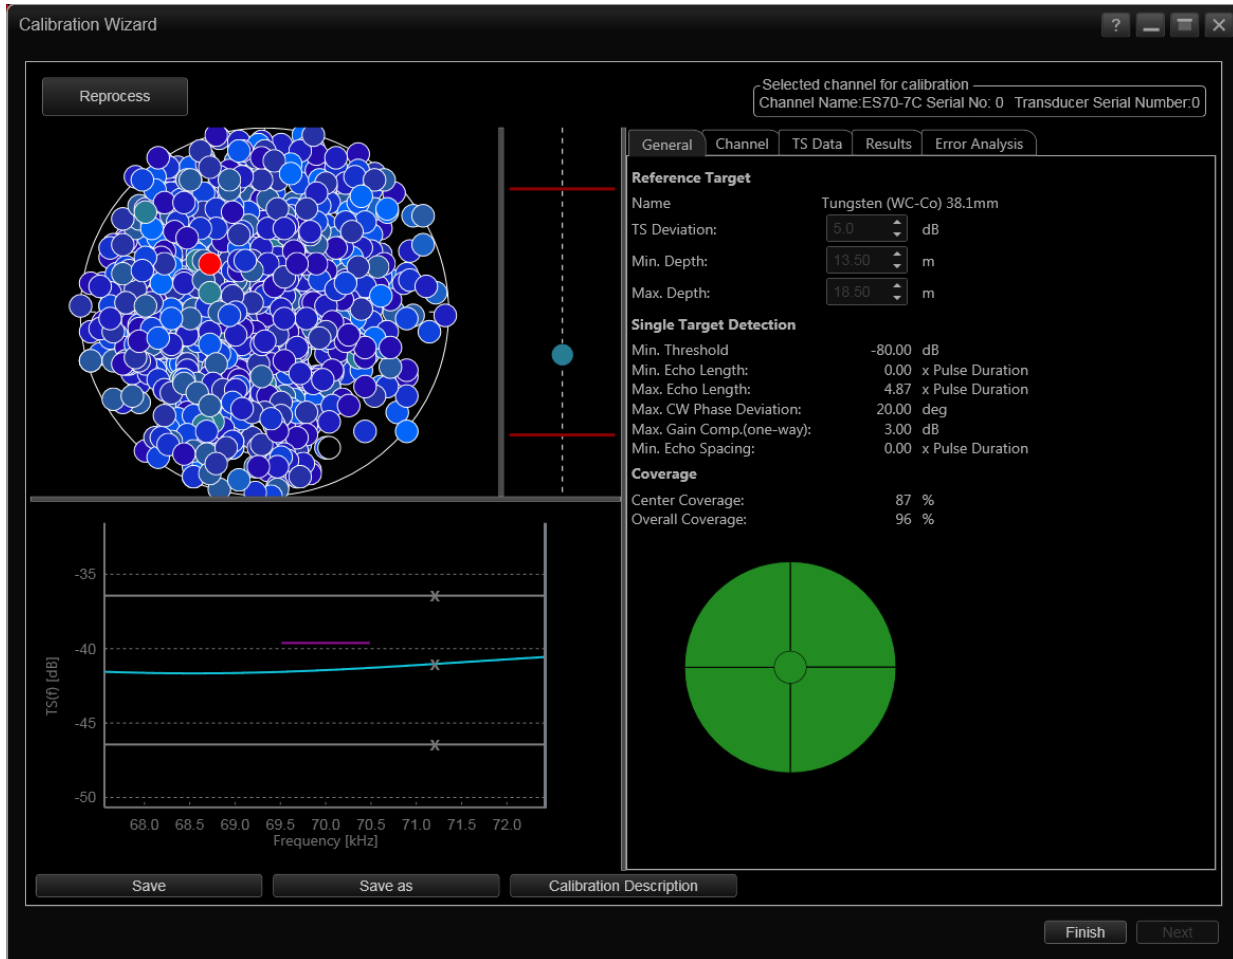 Calibration Wizard
?
Reprocess
Selected channel for calibration
Channel Name:ES70-7C Serial No: 0 Transducer Serial Number:0
General Channel TS Data Results Error Analysis
Reference Target
Name Tungsten (WC-Co) 38.1mm
TS Deviation: 5.0 dB
Min. Depth: 13.50 m
Max. Depth: 18.50 m
Single Target Detection
Min. Threshold -80.00 dB
Min. Echo Length: 0.00 x Pulse Duration
Max. Echo Length: 4.87 x Pulse Duration
Max. CW Phase Deviation: 20.00 deg
Max. Gain Comp.(one-way): 3.00 dB
Min. Echo Spacing: 0.00 x Pulse Duration
Coverage
Center Coverage: 87 %
Overall Coverage: 96 %
TS(f) [dB]
-35
-40
-45
-50
68.0 68.5 69.0 69.5 70.0 70.5 71.0 71.5 72.0
Frequency [kHz]
Save Save as Calibration Description
Finish Next